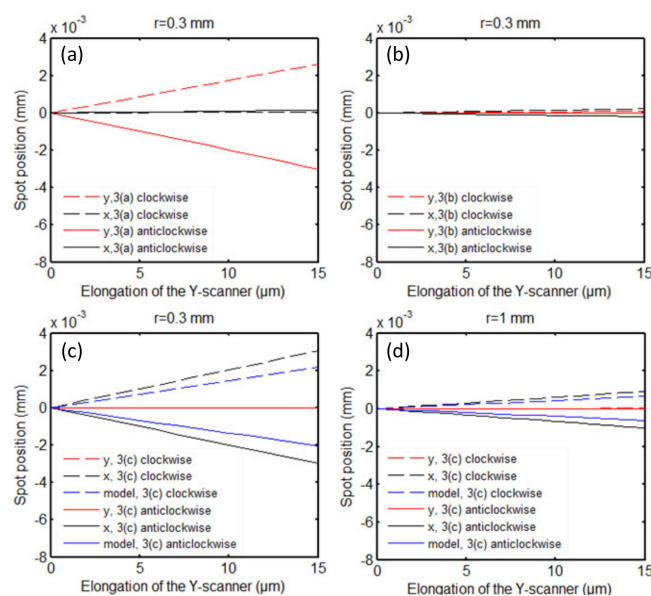 r=0.3 mm
x 10⁻³
(a)
4
2
0
-2
-4
-6
-8
Spot position (mm)
y,3(a) clockwise
x,3(a) clockwise
y,3(a) anticlockwise
x,3(a) anticlockwise
0 5 10 15
Elongation of the Y-scanner (µm)
r=0.3 mm
x 10⁻³
(b)
4
2
0
-2
-4
-6
-8
Spot position (mm)
y,3(b) clockwise
x,3(b) clockwise
y,3(b) anticlockwise
x,3(b) anticlockwise
0 5 10 15
Elongation of the Y-scanner (µm)
r=0.3 mm
x 10⁻³
(c)
4
2
0
-2
-4
-6
-8
Spot position (mm)
y, 3(c) clockwise
x, 3(c) clockwise
model, 3(c) clockwise
y, 3(c) anticlockwise
x, 3(c) anticlockwise
model, 3(c) anticlockwise
0 5 10 15
Elongation of the Y-scanner (µm)
r=1 mm
x 10⁻³
(d)
4
2
0
-2
-4
-6
-8
Spot position (mm)
y, 3(c) clockwise
x, 3(c) clockwise
model, 3(c) clockwise
y, 3(c) anticlockwise
x, 3(c) anticlockwise
model, 3(c) anticlockwise
0 5 10 15
Elongation of the Y-scanner (µm)